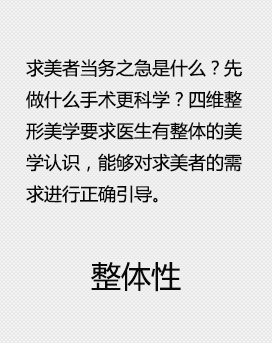 求美者当务之急是什么？先
做什么手术更科学？四维整
形美学要求医生有整体的美
学认识，能够对求美者的需
求进行正确引导。
整体性